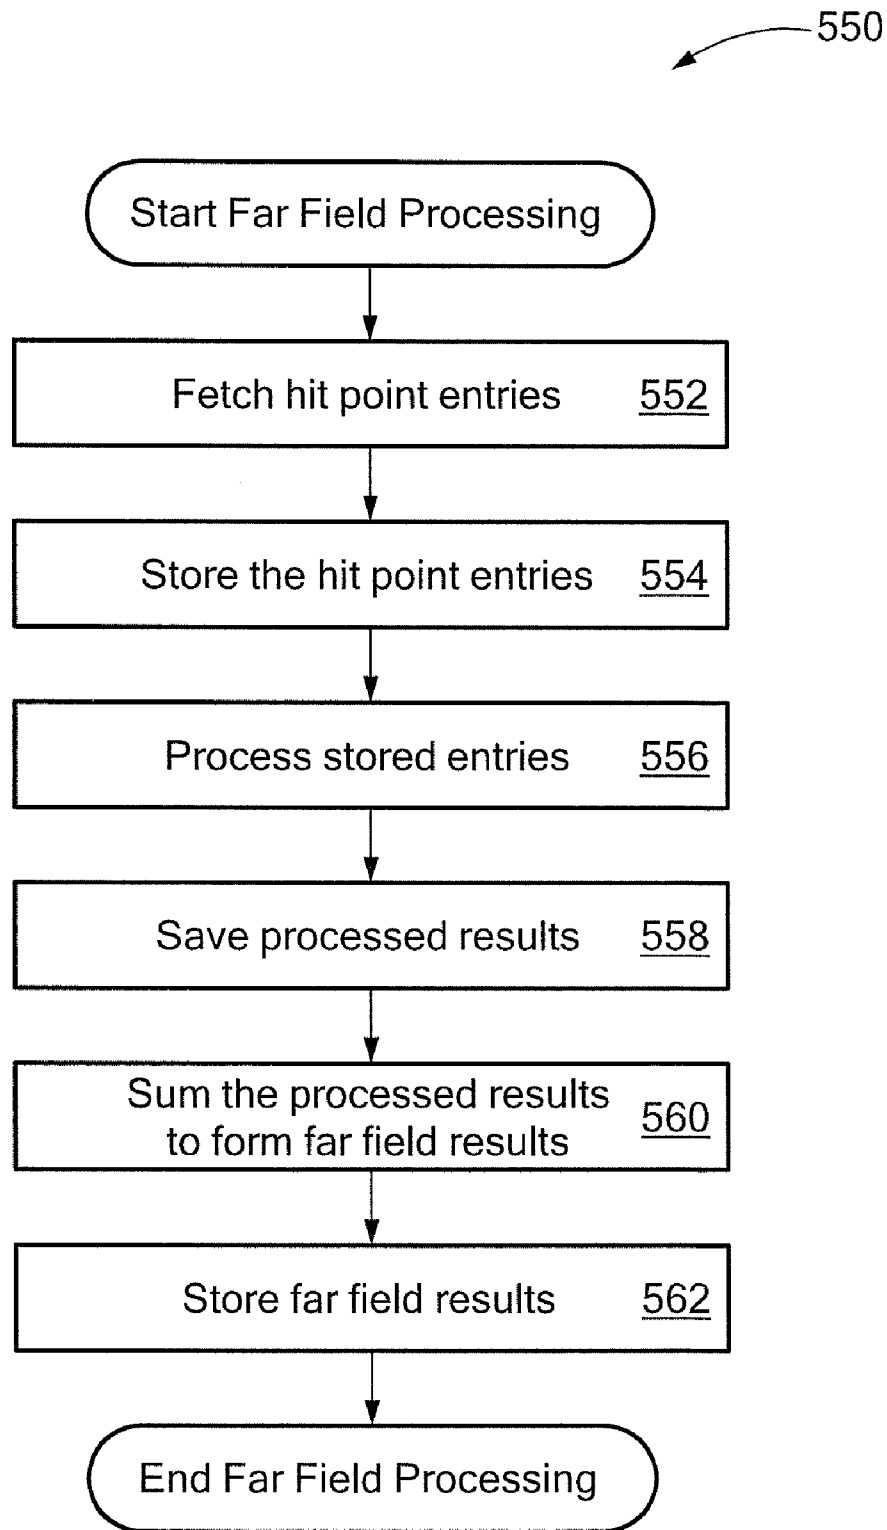 550
Start Far Field Processing
Fetch hit point entries 552
Store the hit point entries 554
Process stored entries 556
Save processed results 558
Sum the processed results
to form far field results 560
Store far field results 562
End Far Field Processing